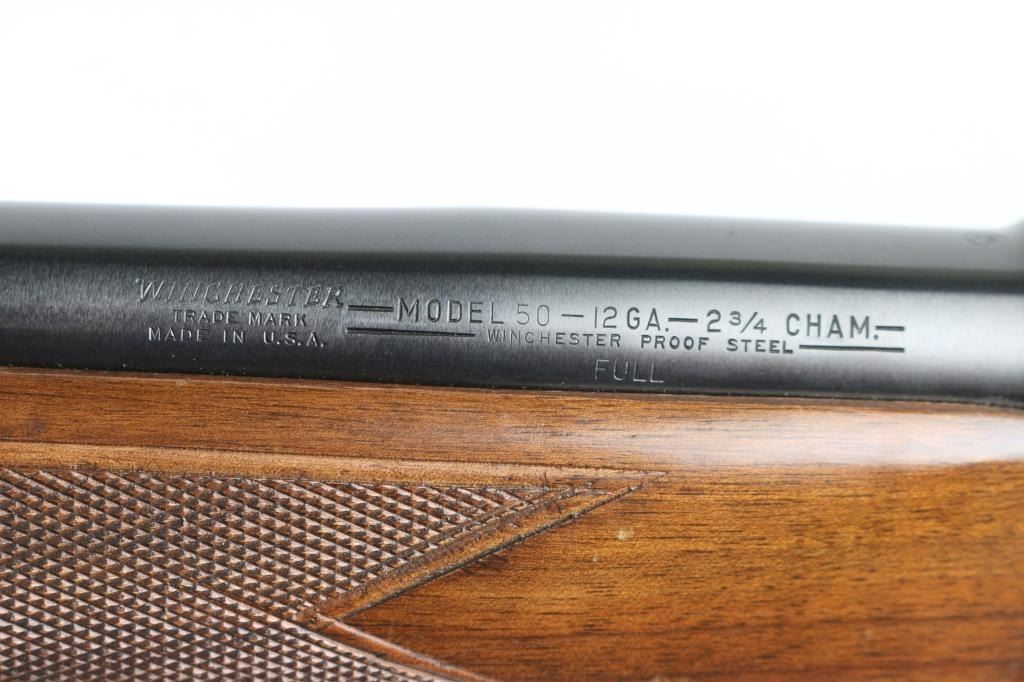 WINCHESTER —MODEL 50 — 12 GA.— 2 3/4 CHAM.—
TRADE MARK
MADE IN U.S.A.
WINCHESTER PROOF STEEL
FULL